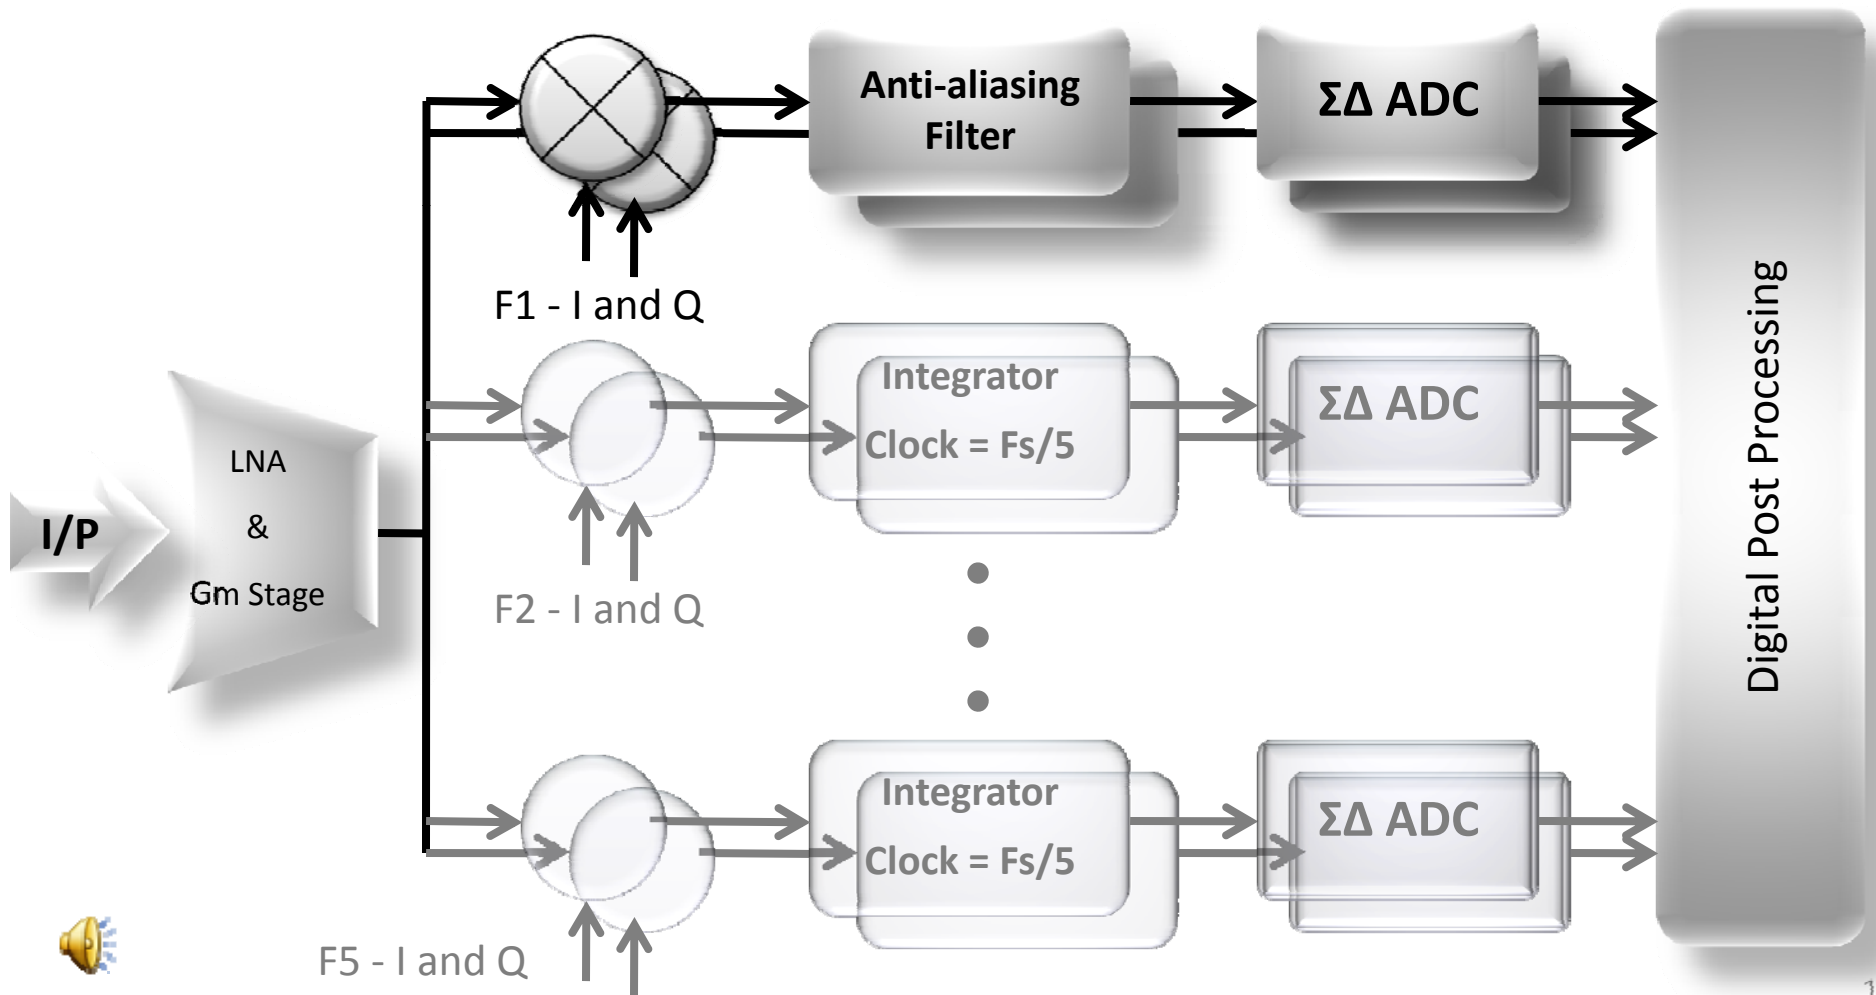 Anti-aliasing
Filter
ΣΔ ADC
F1 - I and Q
Integrator
Clock = Fs/5
ΣΔ ADC
F2 - I and Q
I/P
LNA
&
Gm Stage
Integrator
Clock = Fs/5
ΣΔ ADC
F5 - I and Q
Digital Post Processing